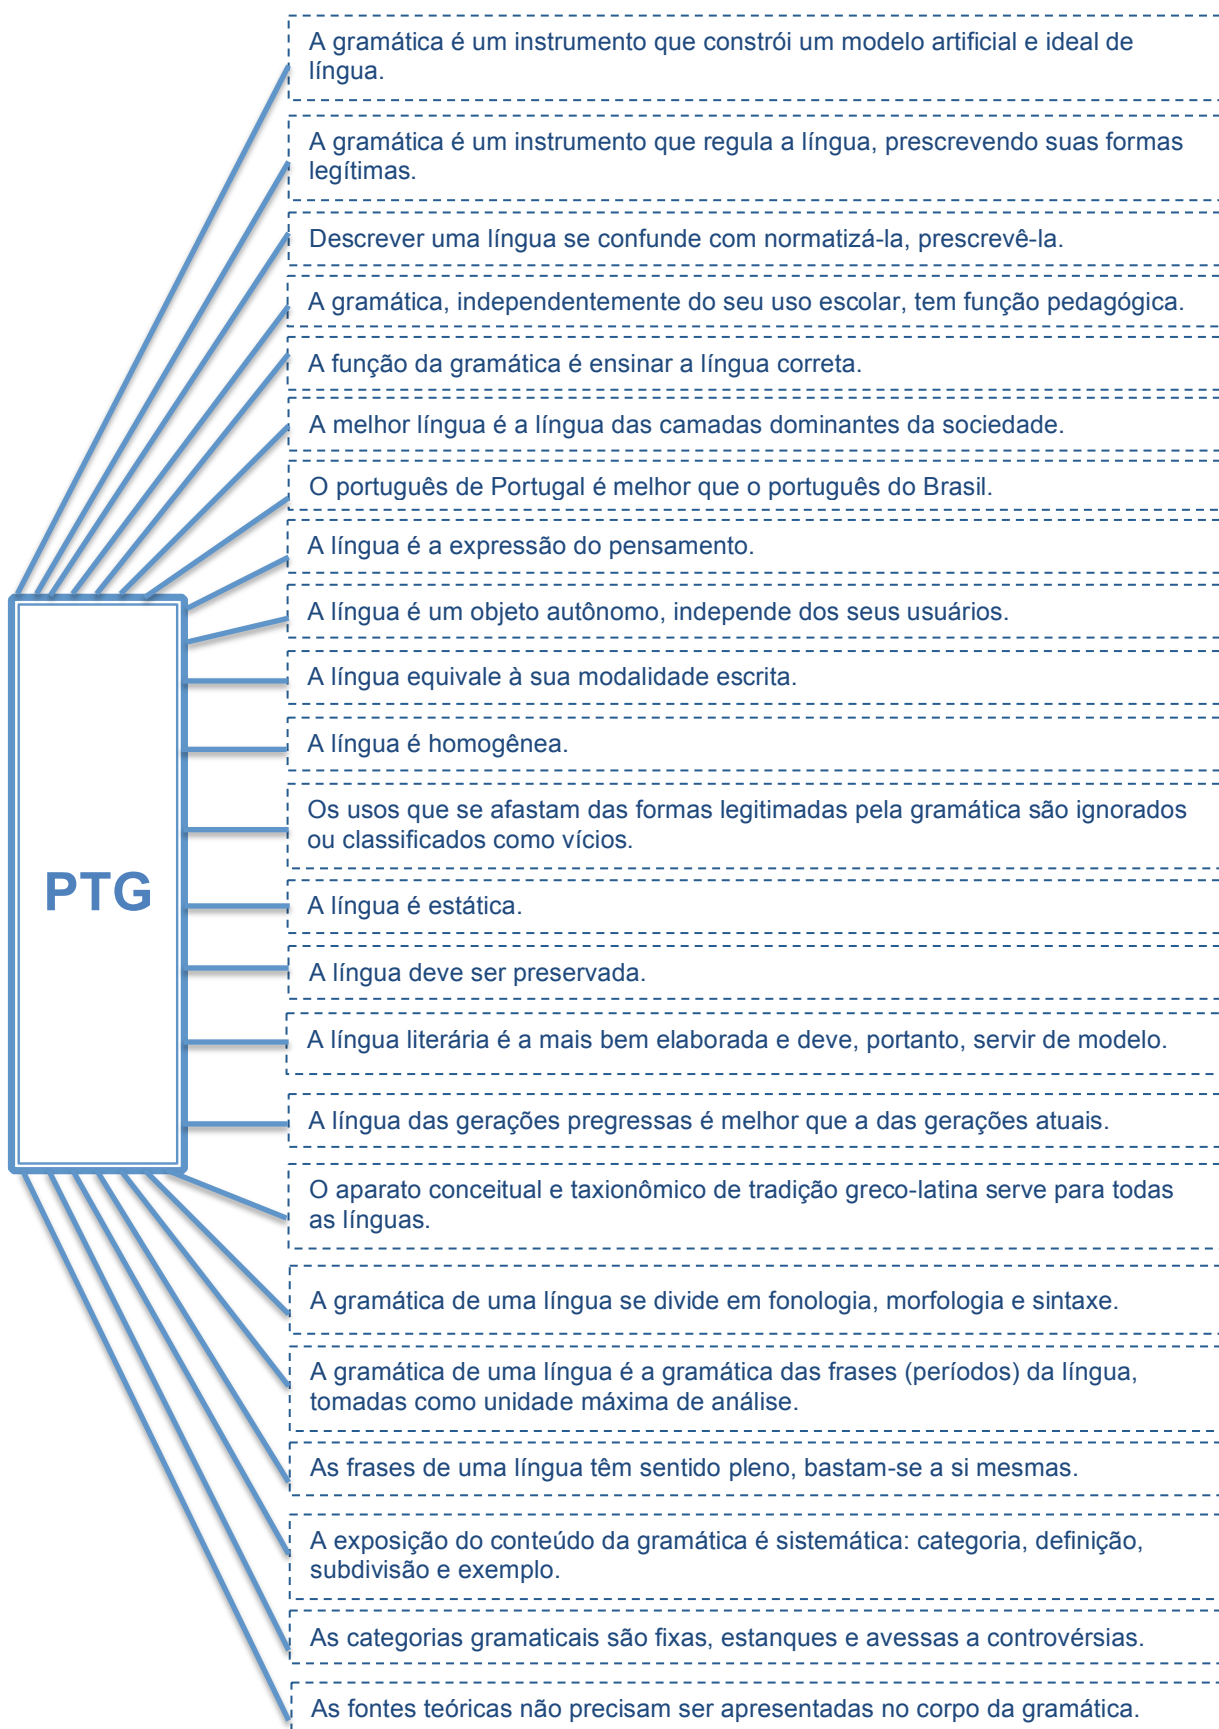 A gramática é um instrumento que constrói um modelo artificial e ideal de
língua.
A gramática é um instrumento que regula a língua, prescrevendo suas formas
legítimas.
Descrever uma língua se confunde com normatizá-la, prescrevê-la.
A gramática, independentemente do seu uso escolar, tem função pedagógica.
A função da gramática é ensinar a língua correta.
A melhor língua é a língua das camadas dominantes da sociedade.
O português de Portugal é melhor que o português do Brasil.
A língua é a expressão do pensamento.
A língua é um objeto autônomo, independe dos seus usuários.
A língua equivale à sua modalidade escrita.
A língua é homogênea.
Os usos que se afastam das formas legitimadas pela gramática são ignorados
ou classificados como vícios.
PTG
A língua é estática.
A língua deve ser preservada.
A língua literária é a mais bem elaborada e deve, portanto, servir de modelo.
A língua das gerações pregressas é melhor que a das gerações atuais.
O aparato conceitual e taxionômico de tradição greco-latina serve para todas
as línguas.
A gramática de uma língua se divide em fonologia, morfologia e sintaxe.
A gramática de uma língua é a gramática das frases (períodos) da língua,
tomadas como unidade máxima de análise.
As frases de uma língua têm sentido pleno, bastam-se a si mesmas.
A exposição do conteúdo da gramática é sistemática: categoria, definição,
subdivisão e exemplo.
As categorias gramaticais são fixas, estanques e avessas a controvérsias.
As fontes teóricas não precisam ser apresentadas no corpo da gramática.